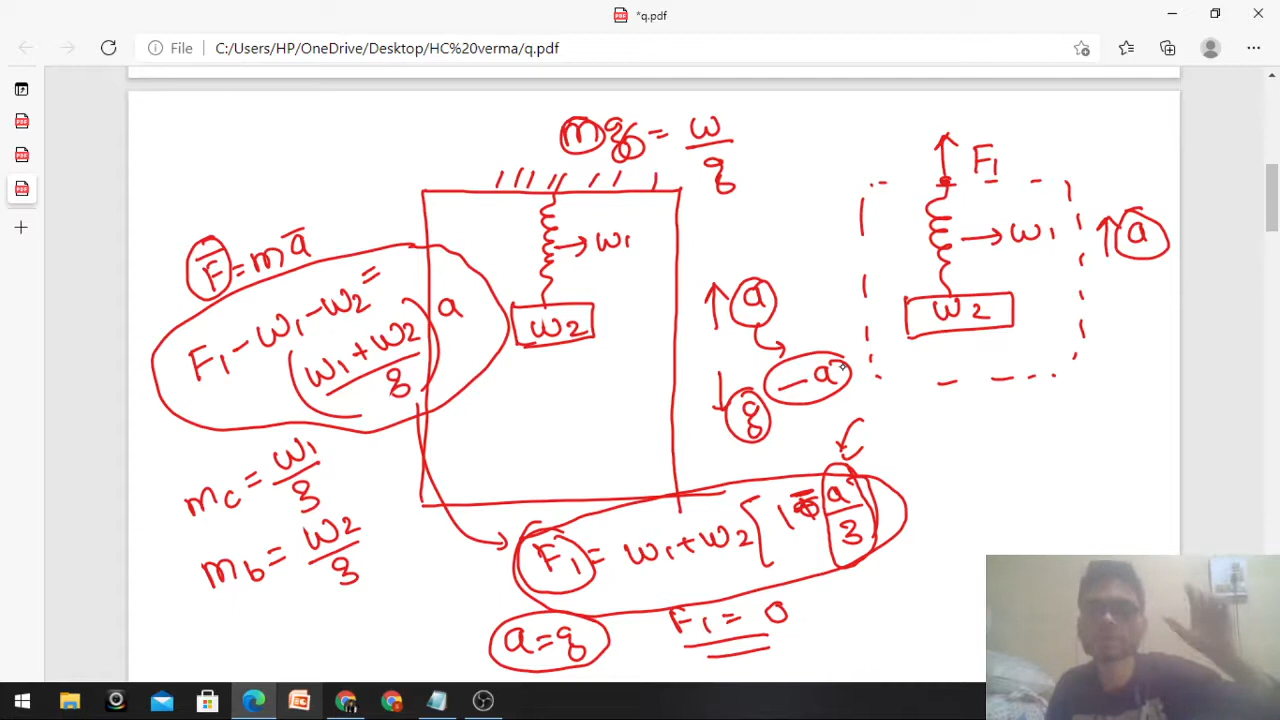 *q.pdf
File
C:/Users/HP/OneDrive/Desktop/HC%20verma/q.pdf
mg = w/g
F1
w1
w1
a
F̄ = mā
F1 - w1 - w2 =
(w1 + w2 / g) a
w2
w2
a
-a
g
mc = w1/g
mb = w2/g
F1 = w1 + w2 [1 a/g
a = g
F1 = 0